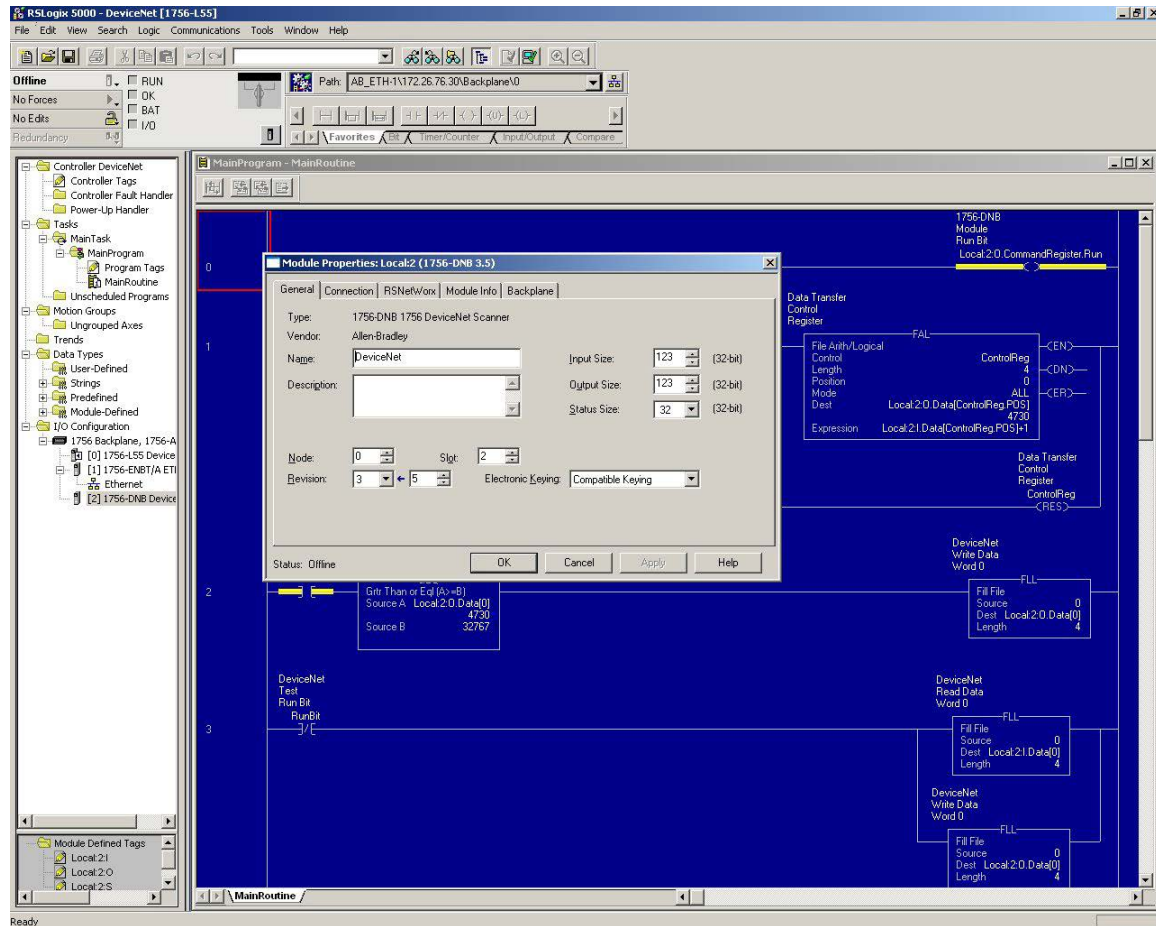 RSLogix 5000 - DeviceNet [1756-L55]
File Edit View Search Logic Communications Tools Window Help
Offline
RUN
No Forces
OK
No Edits
BAT
Redundancy
I/O
Path: AB_ETH-1\172.26.76.30\Backplane\0
Favorites Bit Timer/Counter Input/Output Compare
Controller DeviceNet
Controller Tags
Controller Fault Handler
Power-Up Handler
Tasks
MainTask
MainProgram
Program Tags
MainRoutine
Unscheduled Programs
Motion Groups
Ungrouped Axes
Trends
Data Types
User-Defined
Strings
Predefined
Module-Defined
I/O Configuration
1756 Backplane, 1756-A
[0] 1756-L55 Device
[1] 1756-ENBT/A ETI
Ethernet
[2] 1756-DNB Device
Module Defined Tags
Local:2:I
Local:2:O
Local:2:S
MainProgram - MainRoutine
0
1756-DNB
Module
Run Bit
Local:2:O.CommandRegister.Run
Module Properties: Local:2 (1756-DNB 3.5)
General Connection RSNetWorx Module Info Backplane
Type: 1756-DNB 1756 DeviceNet Scanner
Vendor: Allen-Bradley
Name: DeviceNet
Description:
Input Size: 123 (32-bit)
Output Size: 123 (32-bit)
Status Size: 32 (32-bit)
Node: 0 Slot: 2
Revision: 3 5 Electronic Keying: Compatible Keying
Status: Offline
OK Cancel Apply Help
1
Data Transfer
Control
Register
FAL
File Arith/Logical
Control ControlReg
Length 4
Position 0
Mode ALL
Dest Local:2:O.Data[ControlReg.POS]
4730
Expression Local:2:I.Data[ControlReg.POS]+1
EN
DN
ER
Data Transfer
Control
Register
ControlReg
RES
2
Grtr Than or Eql (A>=B)
Source A Local:2:O.Data[0]
4730
Source B 32767
DeviceNet
Write Data
Word 0
FLL
Fill File
Source 0
Dest Local:2:O.Data[0]
Length 4
3
DeviceNet
Test
Run Bit
RunBit
DeviceNet
Read Data
Word 0
FLL
Fill File
Source 0
Dest Local:2:I.Data[0]
Length 4
DeviceNet
Write Data
Word 0
FLL
Fill File
Source 0
Dest Local:2:O.Data[0]
Length 4
MainRoutine
Ready